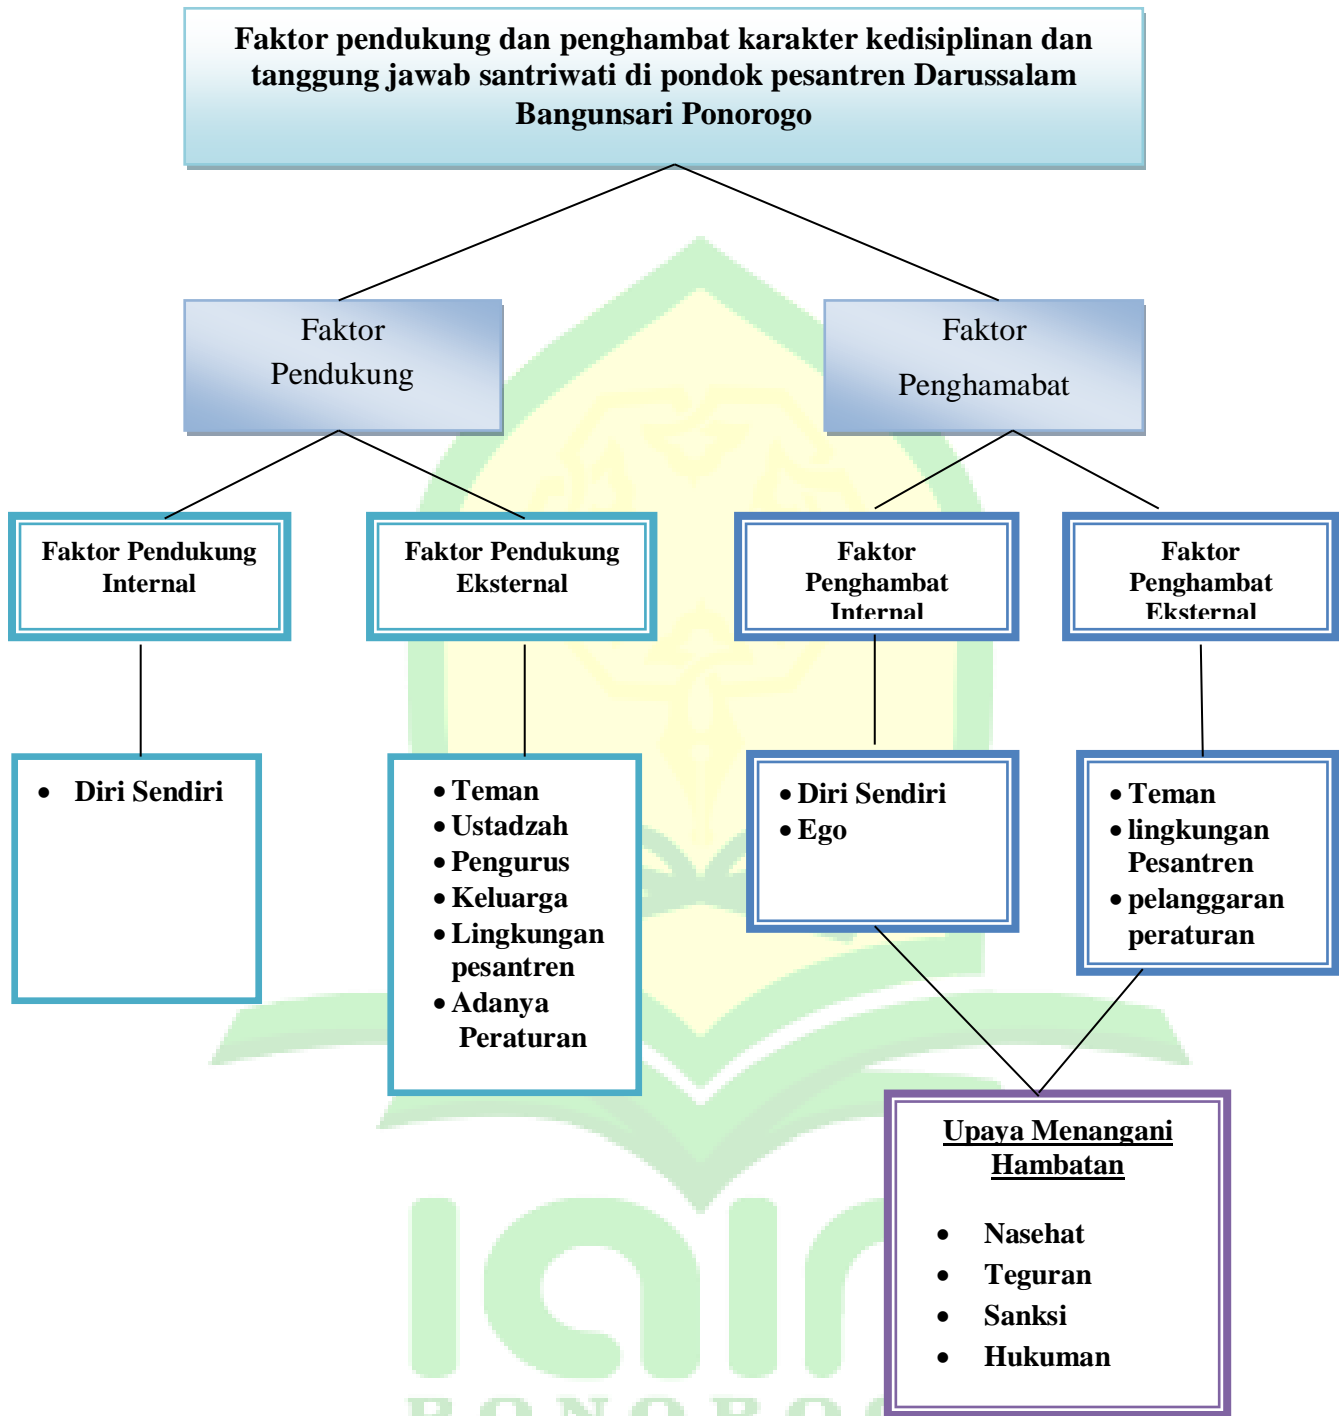 Faktor pendukung dan penghambat karakter kedisiplinan dan
tanggung jawab santriwati di pondok pesantren Darussalam
Bangunsari Ponorogo
Faktor
Pendukung
Faktor
Penghamabat
Faktor Pendukung
Internal
Faktor Pendukung
Eksternal
Faktor
Penghambat
Internal
Faktor
Penghambat
Eksternal
• Diri Sendiri
• Teman
• Ustadzah
• Pengurus
• Keluarga
• Lingkungan
pesantren
• Adanya
Peraturan
• Diri Sendiri
• Ego
• Teman
• lingkungan
Pesantren
• pelanggaran
peraturan
Upaya Menangani
Hambatan
• Nasehat
• Teguran
• Sanksi
• Hukuman